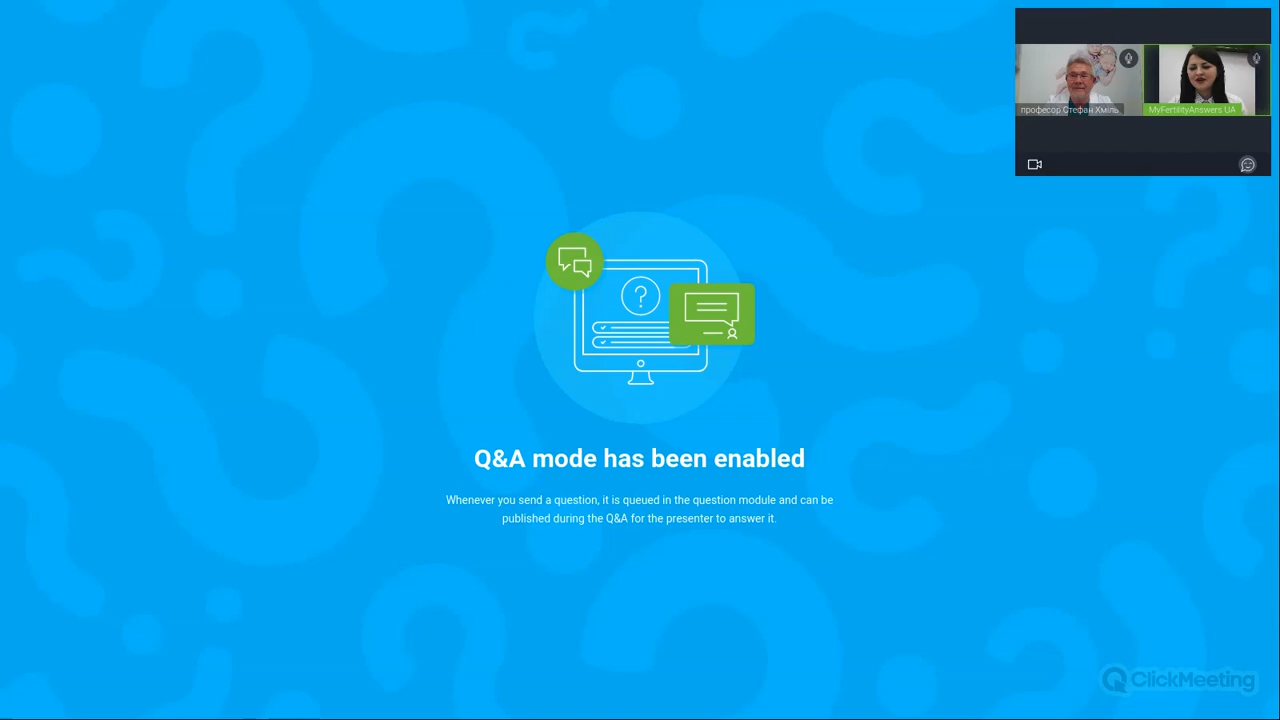 професор Стефан Хміль
MyFertilityAnswers UA
Q&A mode has been enabled
Whenever you send a question, it is queued in the question module and can be
published during the Q&A for the presenter to answer it.
ClickMeeting